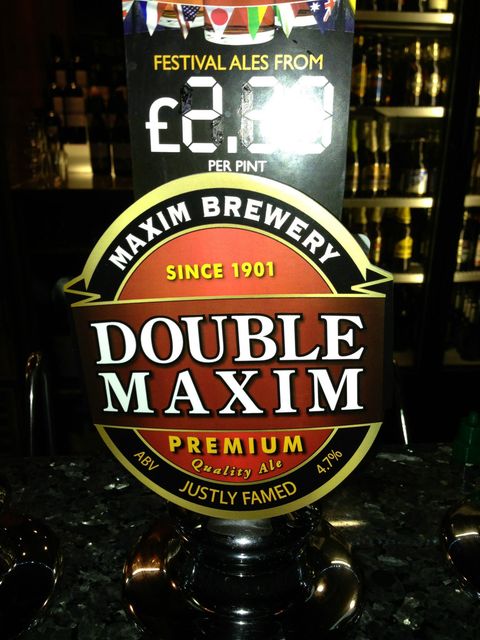 FESTIVAL ALES FROM
PER PINT
MAXIM BREWERY
SINCE 1901
DOUBLE
MAXIM
PREMIUM
Quality Ale
ABV 4.7%
JUSTLY FAMED